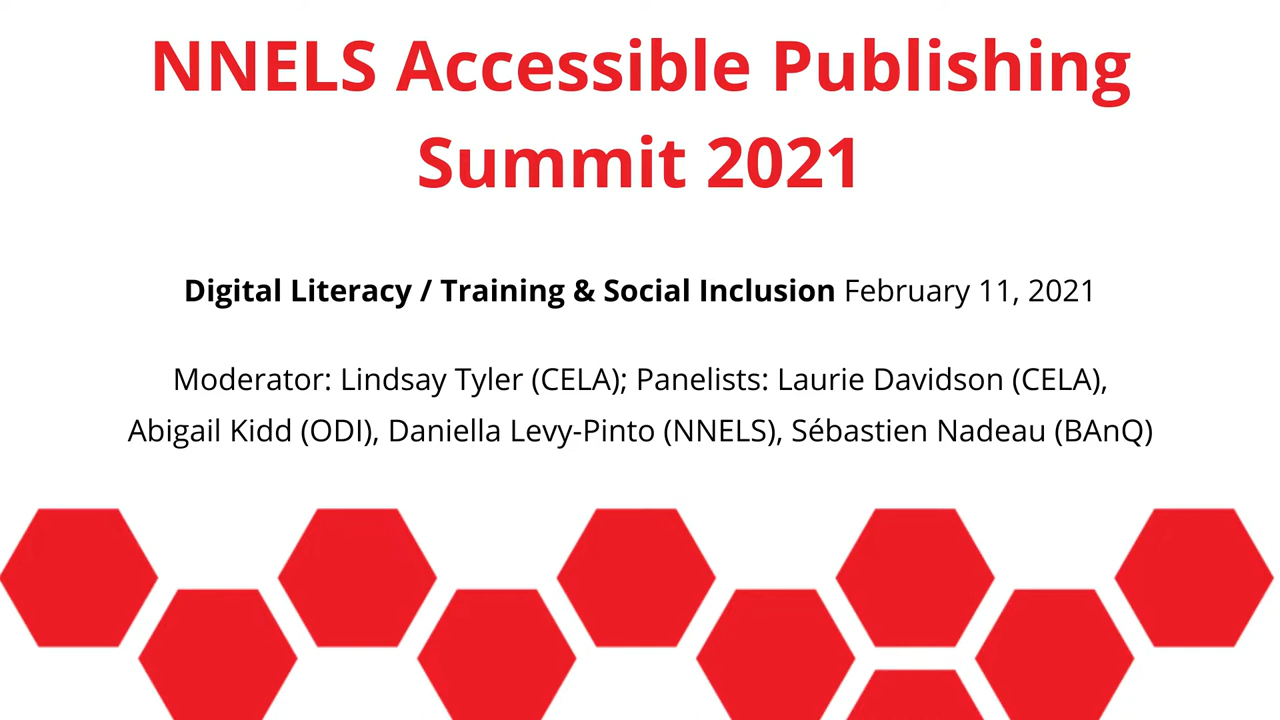 NNELS Accessible Publishing
Summit 2021
Digital Literacy / Training & Social Inclusion February 11, 2021
Moderator: Lindsay Tyler (CELA); Panelists: Laurie Davidson (CELA),
Abigail Kidd (ODI), Daniella Levy-Pinto (NNELS), Sébastien Nadeau (BAnQ)